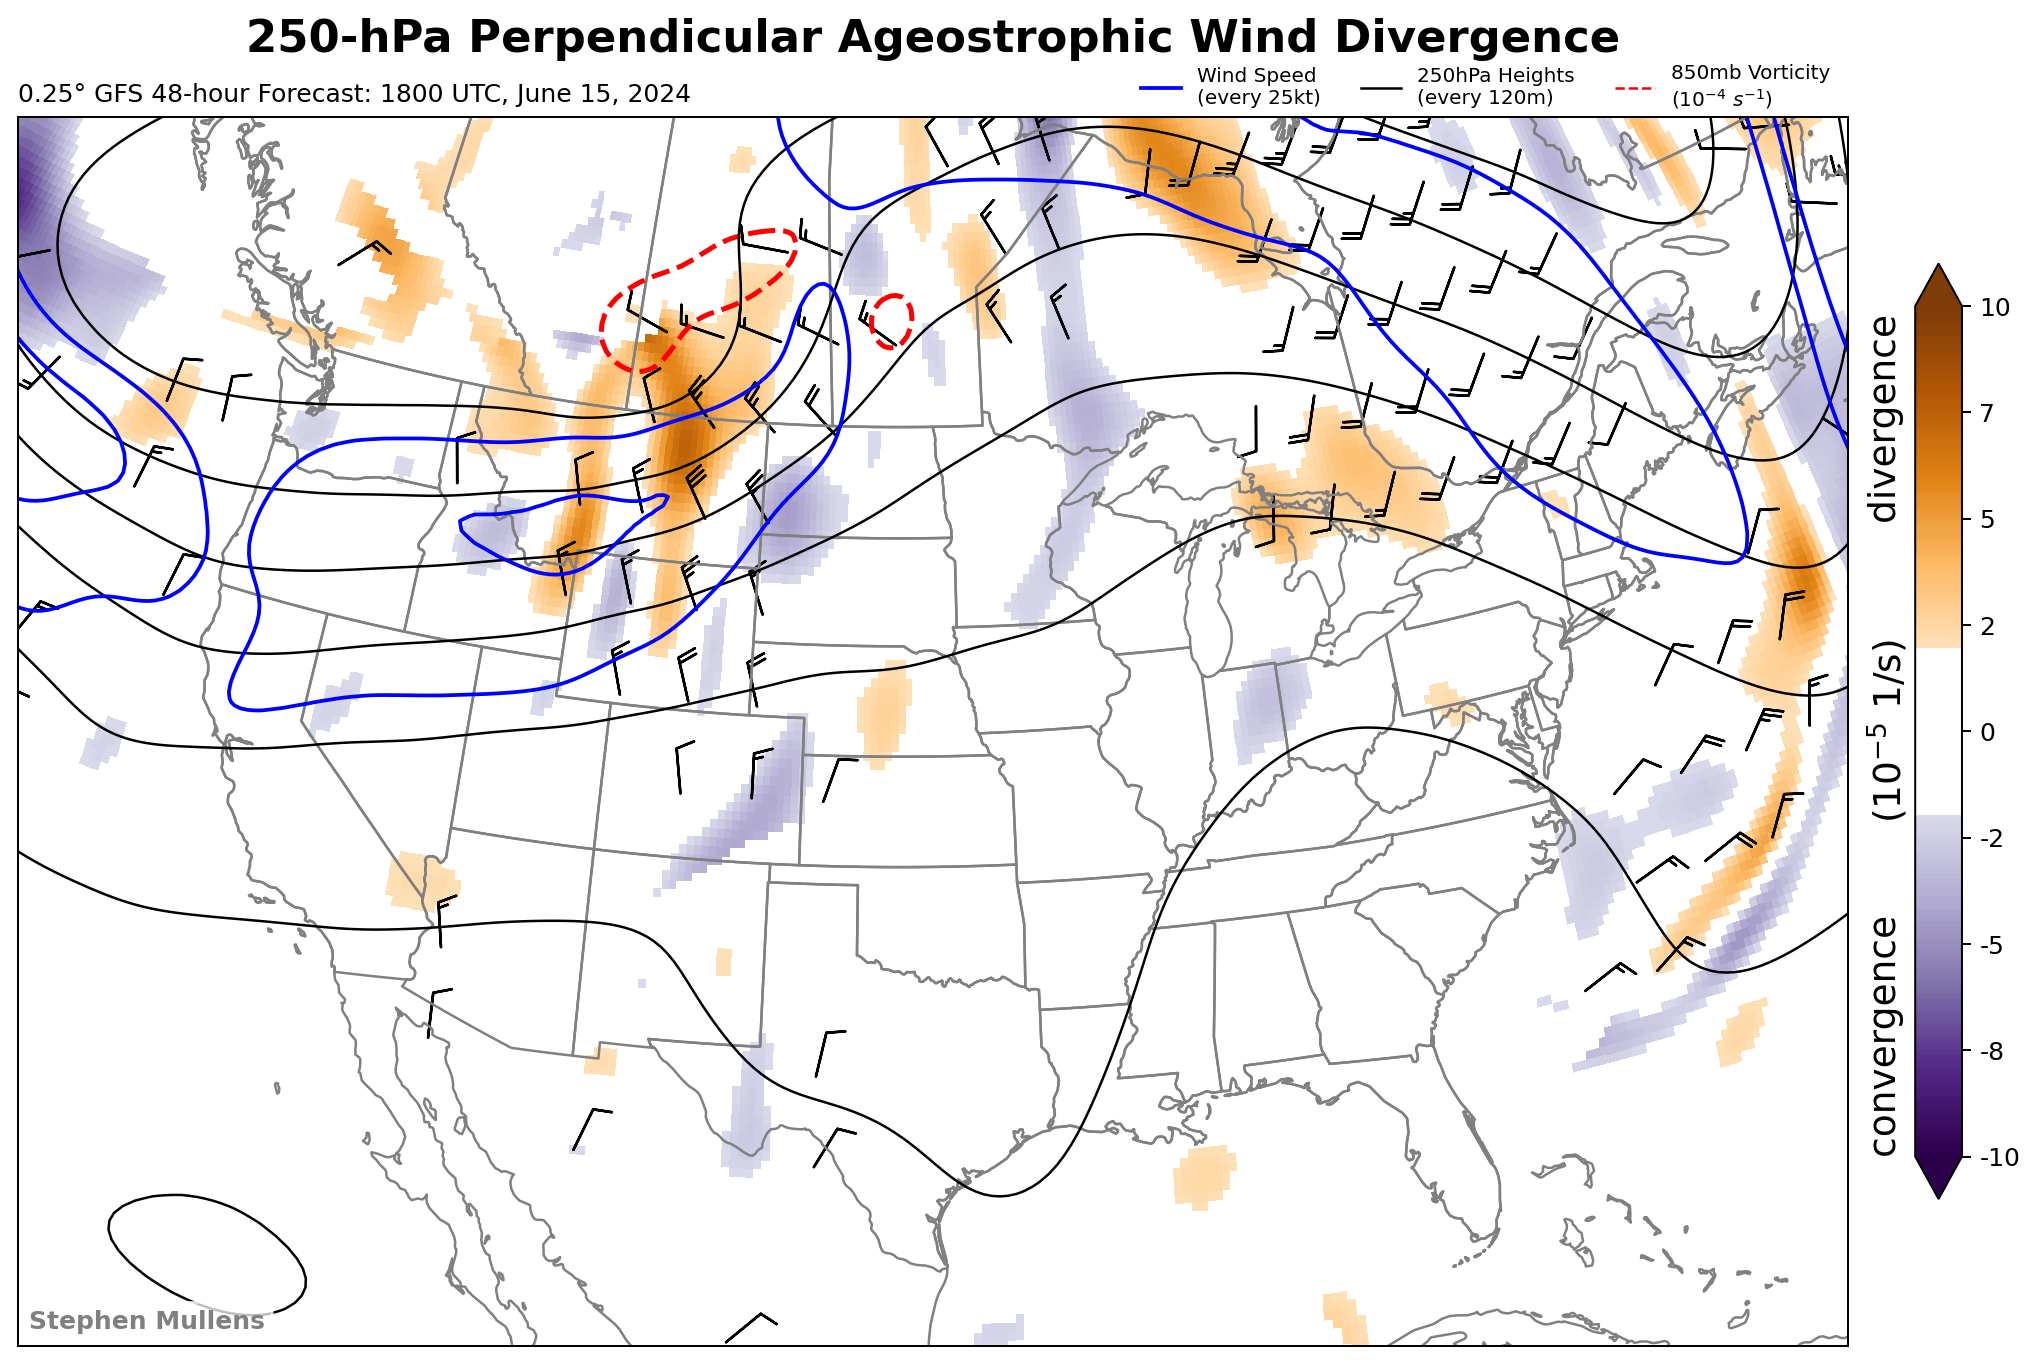 250-hPa Perpendicular Ageostrophic Wind Divergence
0.25° GFS 48-hour Forecast: 1800 UTC, June 15, 2024
Wind Speed
(every 25kt)
250hPa Heights
(every 120m)
850mb Vorticity
(10⁻⁴ s⁻¹)
10
7
5
2
0
-2
-5
-8
-10
convergence (10⁻⁵ 1/s) divergence
Stephen Mullens